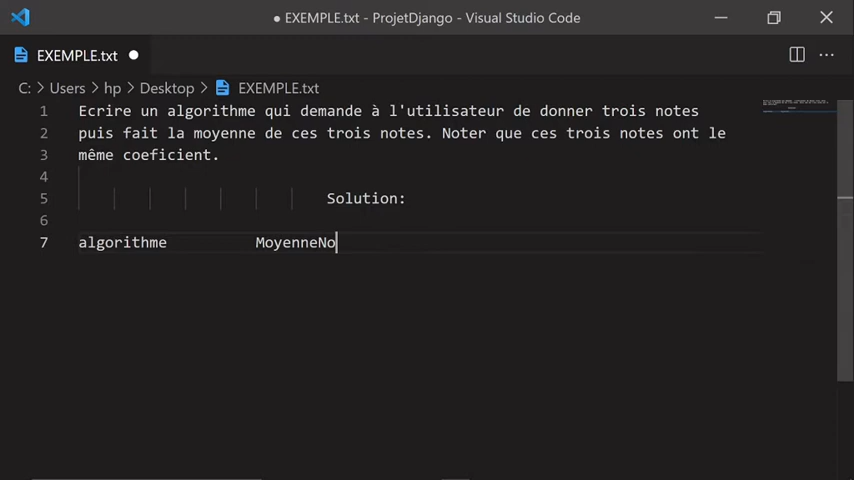 ● EXEMPLE.txt - ProjetDjango - Visual Studio Code
EXEMPLE.txt ●
C: > Users > hp > Desktop > EXEMPLE.txt
1 Ecrire un algorithme qui demande à l'utilisateur de donner trois notes
2 puis fait la moyenne de ces trois notes. Noter que ces trois notes ont le
3 même coeficient.
4
5 Solution:
6
7 algorithme MoyenneNo